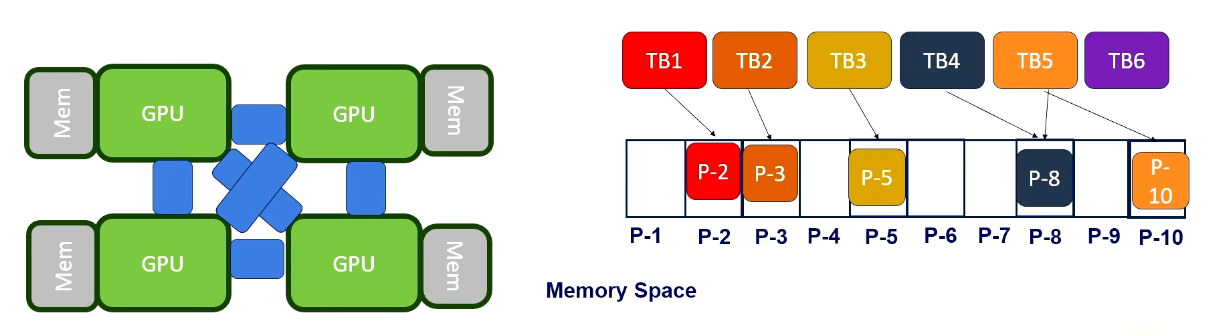 Mem GPU GPU Mem
Mem GPU GPU Mem
TB1 TB2 TB3 TB4 TB5 TB6
P-2 P-3 P-5 P-8 P-
10
P-1 P-2 P-3 P-4 P-5 P-6 P-7 P-8 P-9 P-10
Memory Space